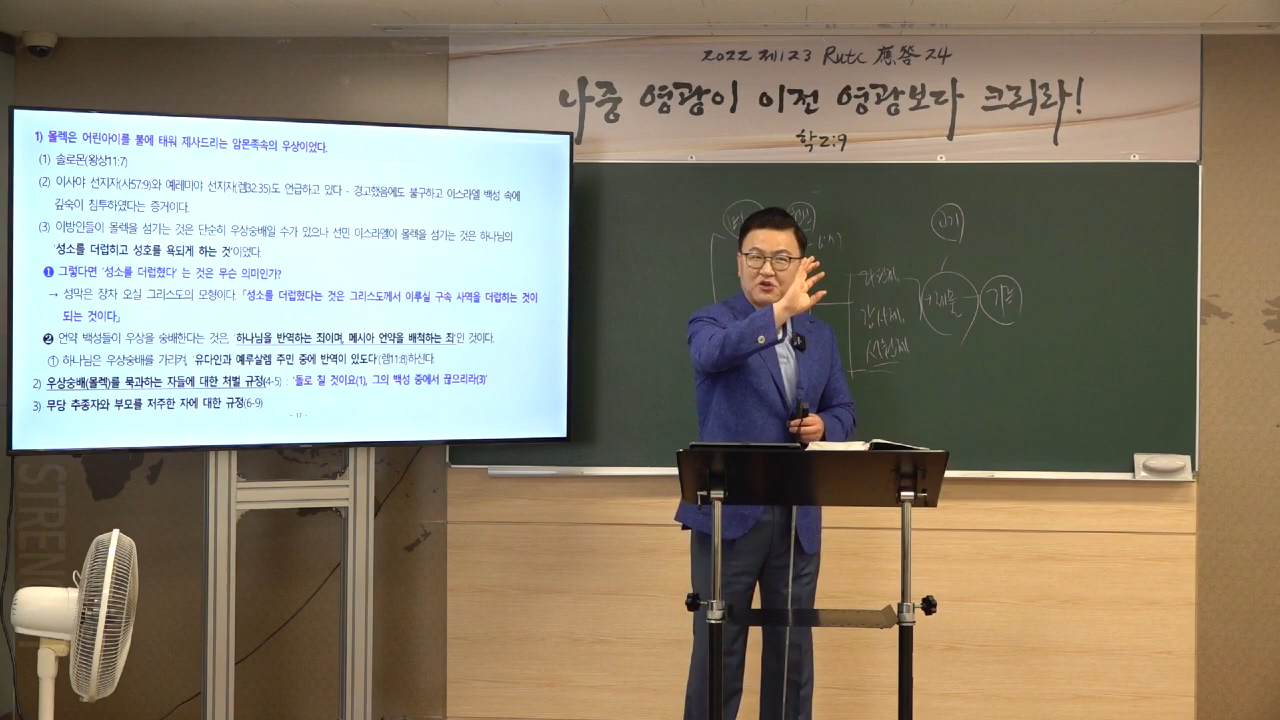 2022 제123 Rutc 應答 24
나중 영광이 이전 영광보다 크리라!
학2:9
1) 몰렉은 어린아이를 불에 태워 제사드리는 암몬족속의 우상이었다.
(1) 솔로몬(왕상11:7)
(2) 이사야 선지자(사57:9)와 예레미야 선지자(렘32:35)도 언급하고 있다 - 경고했음에도 불구하고 이스라엘 백성 속에
깊숙이 침투하였다는 증거이다.
(3) 이방인들이 몰렉을 섬기는 것은 단순히 우상숭배일 수가 있으나 선민 이스라엘이 몰렉을 섬기는 것은 하나님의
'성소를 더럽히고 성호를 욕되게 하는 것'이었다.
❶ 그렇다면 '성소를 더럽혔다' 는 것은 무슨 의미인가?
→ 성막은 장차 오실 그리스도의 모형이다. 「성소를 더럽혔다는 것은 그리스도께서 이루실 구속 사역을 더럽히는 것이
되는 것이다」
❷ 언약 백성들이 우상을 숭배한다는 것은, '하나님을 반역하는 죄이며, 메시아 언약을 배척하는 죄'인 것이다.
① 하나님은 우상숭배를 가리켜, '유다인과 예루살렘 주민 중에 반역이 있도다'(렘11:8)하신다.
2) 우상숭배(몰렉)를 묵과하는 자들에 대한 처벌 규정(4-5) : '돌로 칠 것이요(1), 그의 백성 중에서 끊으리라(3)'
3) 무당 추종자와 부모를 저주한 자에 대한 규정(6-9)
- 17 -
감사제,
서원제
제물
STREN